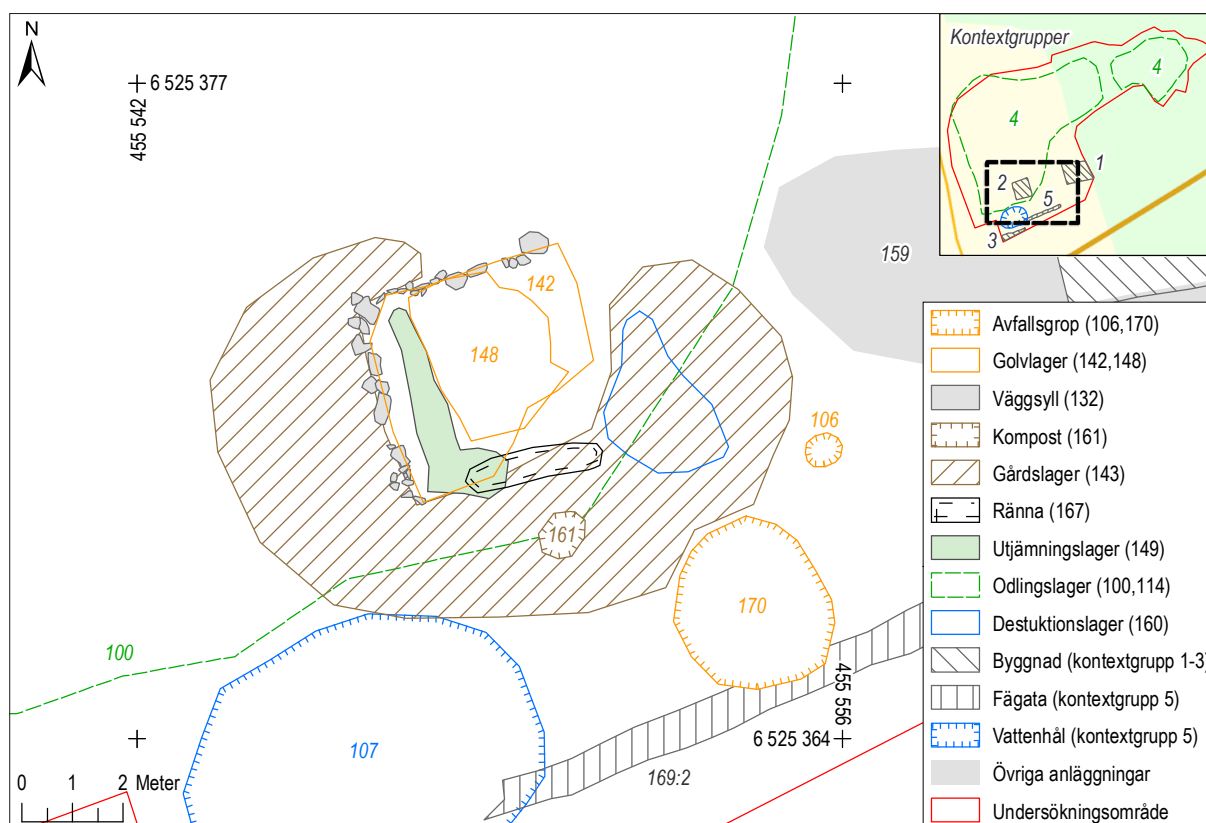 N
6 525 377
455 542
Kontextgrupper
4
4
1
2
5
3
159
142
148
106
161
170
100
107
169:2
455 556
6 525 364
0 1 2 Meter
Avfallsgrop (106,170)
Golvlager (142,148)
Väggsyll (132)
Kompost (161)
Gårdslager (143)
Ränna (167)
Utjämningslager (149)
Odlingslager (100,114)
Destuktionslager (160)
Byggnad (kontextgrupp 1-3)
Fägata (kontextgrupp 5)
Vattenhål (kontextgrupp 5)
Övriga anläggningar
Undersökningsområde